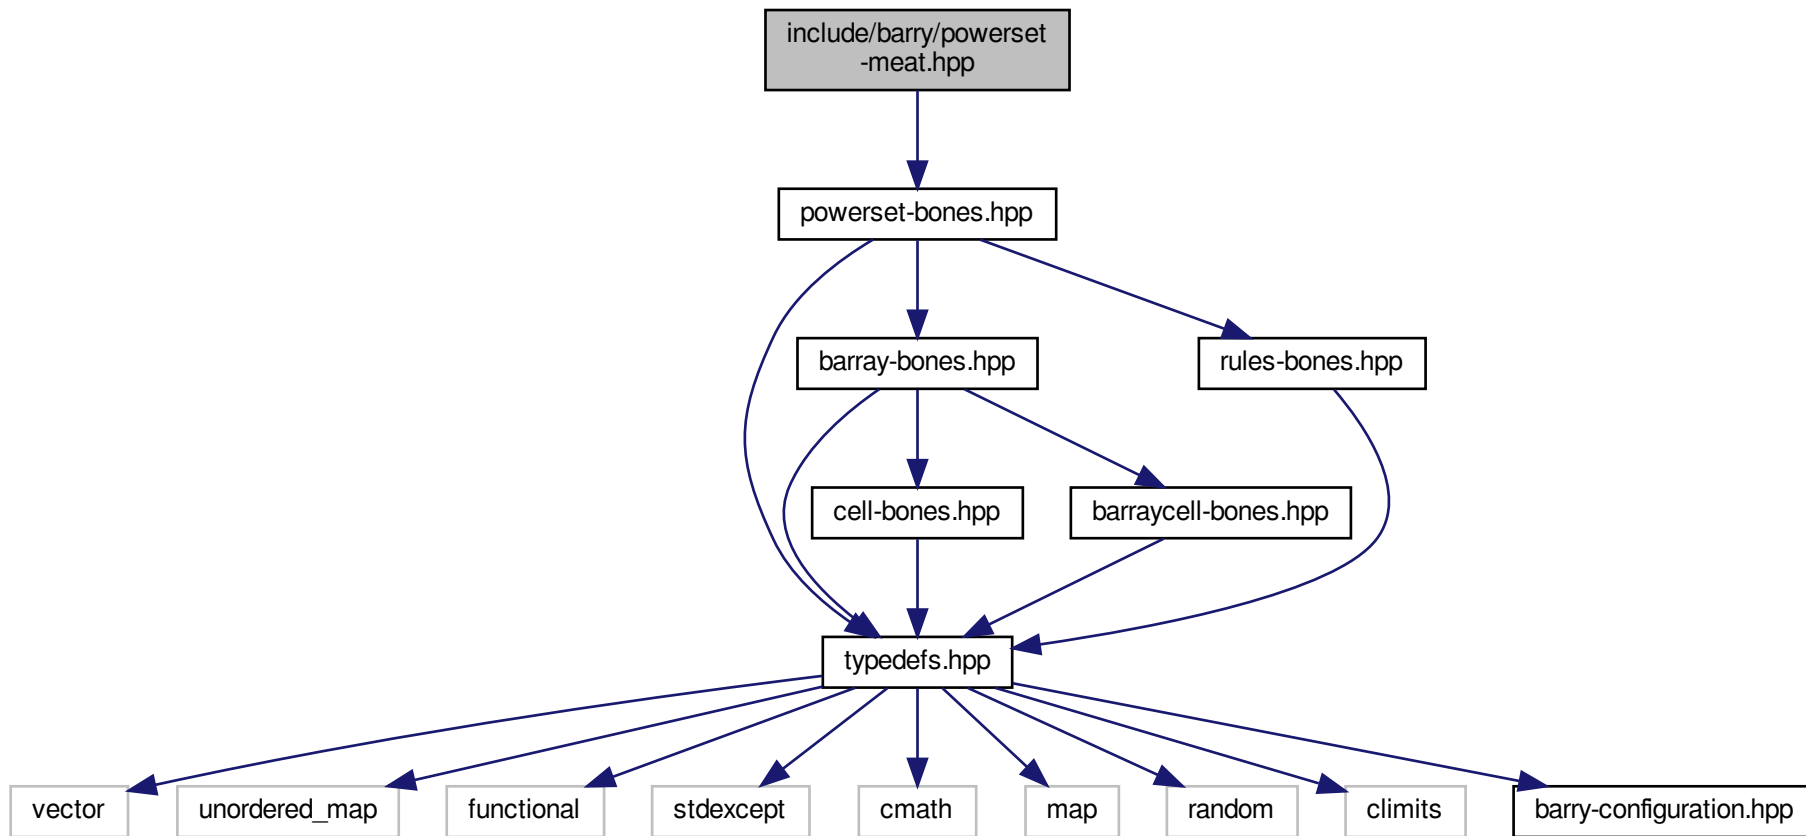 include/barry/powerset
-meat.hpp
powerset-bones.hpp
barray-bones.hpp
rules-bones.hpp
cell-bones.hpp
barraycell-bones.hpp
typedefs.hpp
vector
unordered_map
functional
stdexcept
cmath
map
random
climits
barry-configuration.hpp